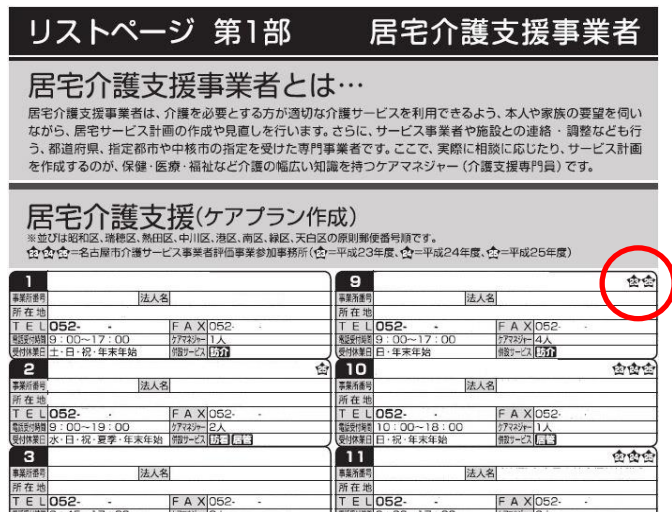 リストページ 第1部 居宅介護支援事業者
居宅介護支援事業者とは…
居宅介護支援事業者は、介護を必要とする方が適切な介護サービスを利用できるよう、本人や家族の要望を伺い
ながら、居宅サービス計画の作成や見直しを行います。さらに、サービス事業者や施設との連絡・調整なども行
う、都道府県、指定都市や中核市の指定を受けた専門事業者です。ここで、実際に相談に応じたり、サービス計画
を作成するのが、保健・医療・福祉など介護の幅広い知識を持つケアマネジャー(介護支援専門員)です。
居宅介護支援(ケアプラン作成)
※並びは昭和区、瑞穂区、熱田区、中川区、港区、南区、緑区、天白区の原則郵便番号順です。
=名古屋市介護サービス事業者評価事業参加事務所(=平成23年度、=平成24年度、=平成25年度)
1
事業所番号 法人名
所在地
TEL 052- - FAX 052- -
電話受付時間 9:00~17:00 ケアマネジャー 1人
受付休業日 土・日・祝・年末年始 併設サービス 訪介
2
事業所番号 法人名
所在地
TEL 052- - FAX 052- -
電話受付時間 9:00~19:00 ケアマネジャー 2人
受付休業日 水・日・祝・夏季・年末年始 併設サービス 居管
3
事業所番号 法人名
所在地
TEL 052- - FAX 052- -
9
事業所番号 法人名
所在地
TEL 052- - FAX 052- -
電話受付時間 9:00~17:00 ケアマネジャー 4人
受付休業日 日・年末年始 併設サービス 訪介
10
事業所番号 法人名
所在地
TEL 052- - FAX 052- -
電話受付時間 10:00~18:00 ケアマネジャー 1人
受付休業日 日・祝・年末年始 併設サービス 居管
11
事業所番号 法人名
所在地
TEL 052- - FAX 052- -